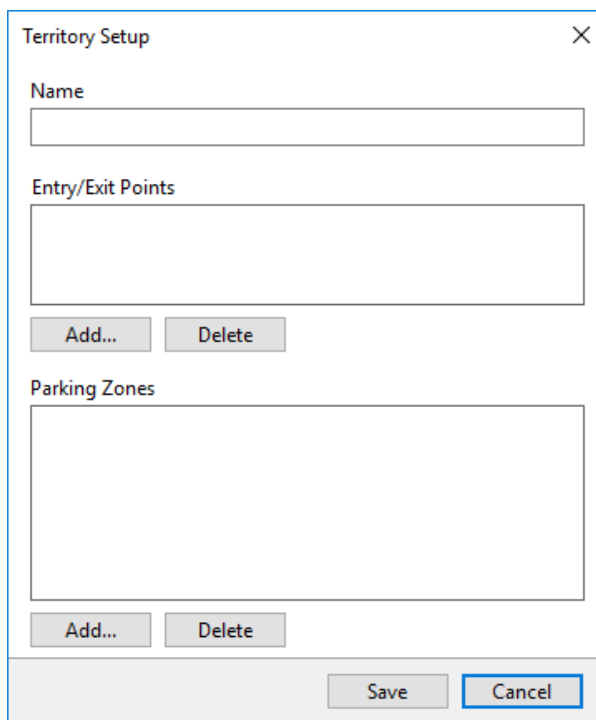 Territory Setup
Name
Entry/Exit Points
Add... Delete
Parking Zones
Add... Delete
Save Cancel